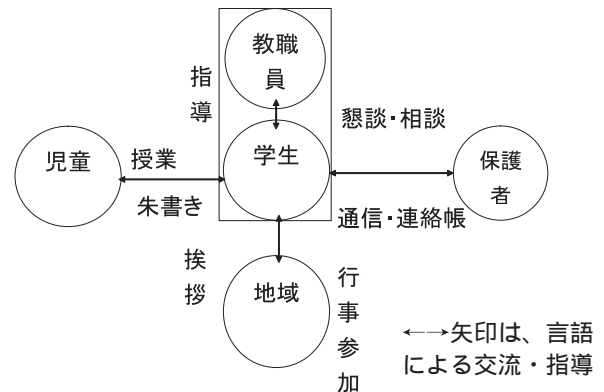 教職
員
指
導
懇談・相談
児童
授業
学生
保護
者
朱書き
通信・連絡帳
挨
拶
地域
行
事
参
加
←→矢印は、言語
による交流・指導